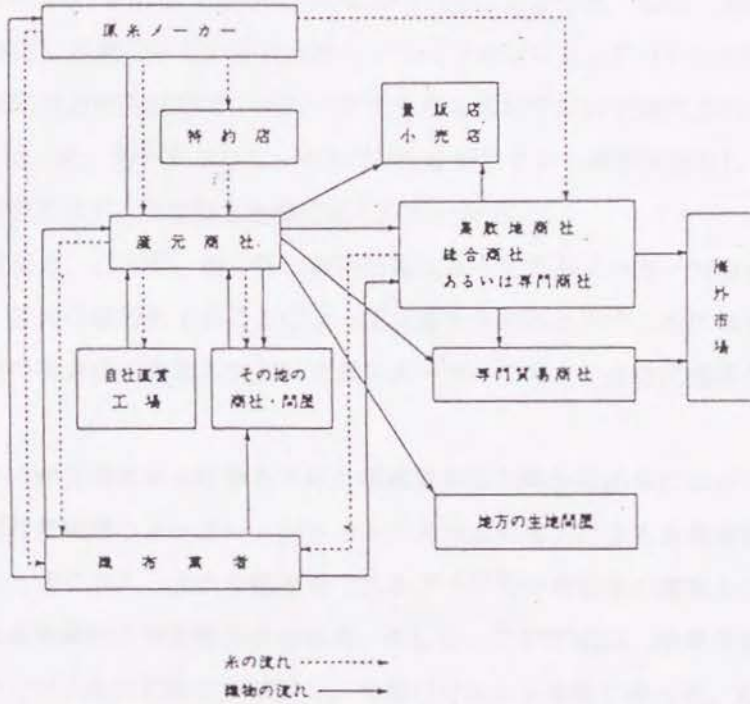 原糸メーカー
特約店
量販店
小売店
産元商社
集散地商社
総合商社
あるいは専門商社
海外市場
自社直営
工場
その他の
商社・問屋
専門貿易商社
地方の生地問屋
織布業者
糸の流れ
織物の流れ